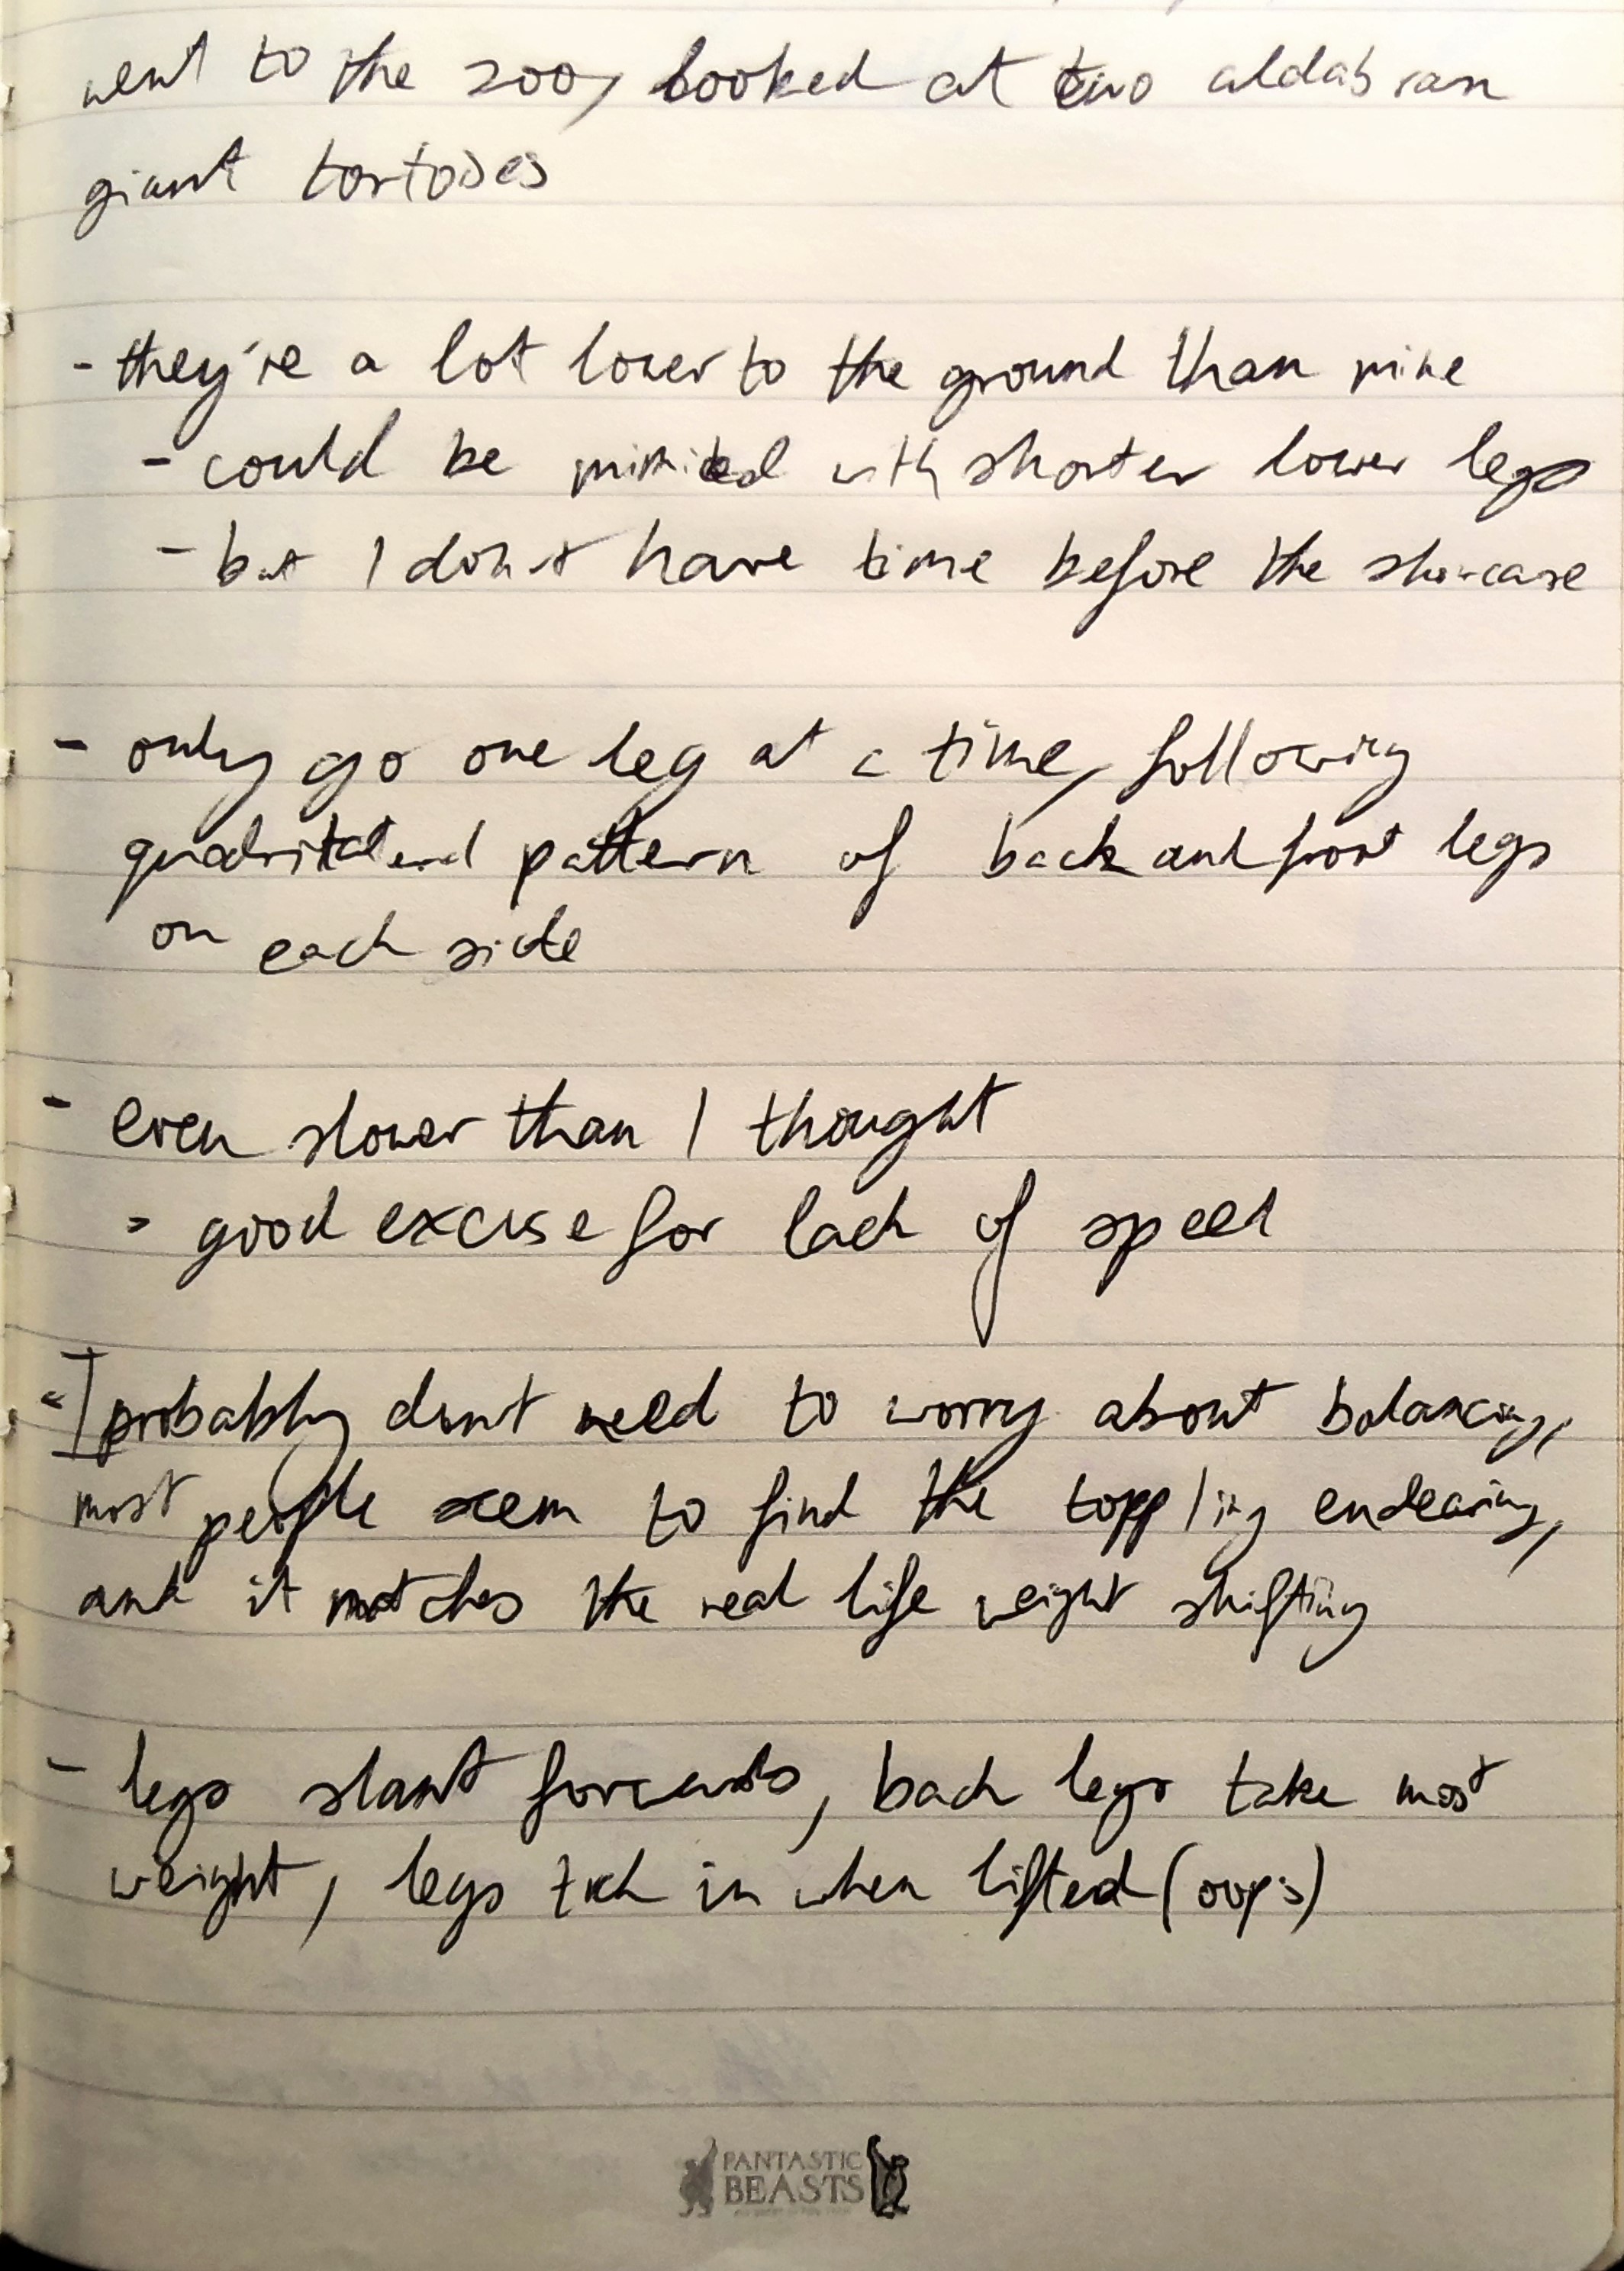 went to the zoo, looked at two aldabran
giant tortoises
- they're a lot lower to the ground than mine
- could be mimicked with shorter lower legs
- but I don't have time before the showcase
- only go one leg at a time, following
pattern of back and front legs
on each side
- even slower than I thought
- good excuse for lack of speed
- I probably don't need to worry about balancing,
most people seem to find the toppling endearing,
and it matches the real life weight shifting
- legs slant forwards, back legs take most
weight, legs tuck in when lifted (oops)
FANTASTIC
BEASTS